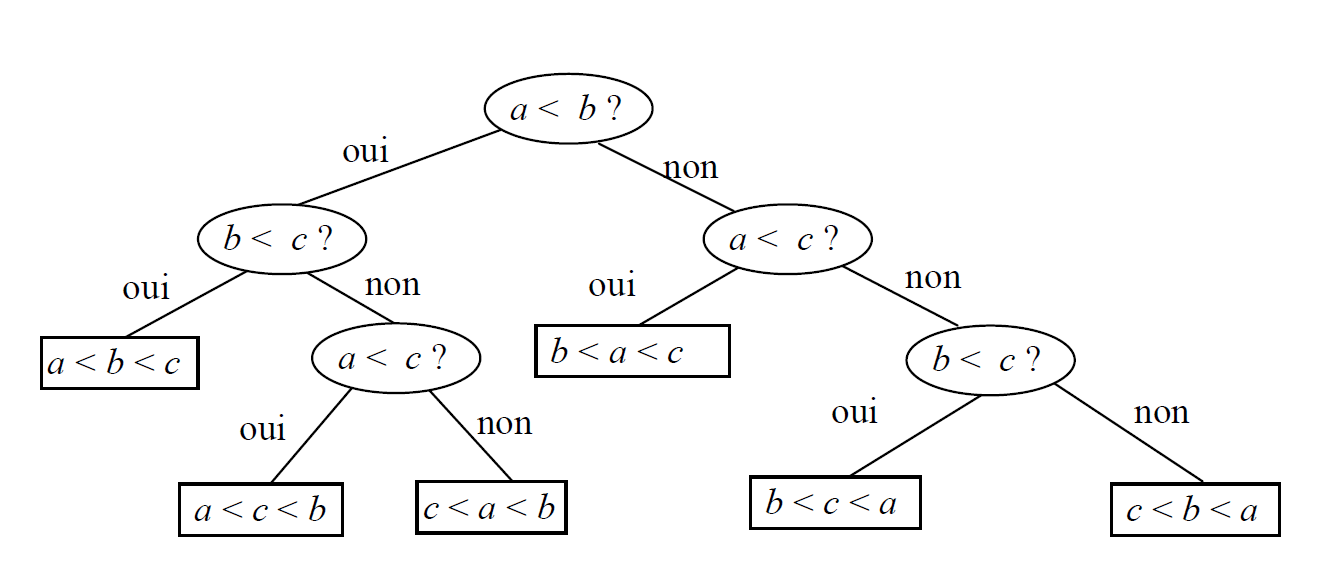 a < b ?
oui
non
b < c ?
a < c ?
oui
non
oui
non
a < b < c
a < c ?
b < a < c
b < c ?
oui
non
oui
non
a < c < b
c < a < b
b < c < a
c < b < a